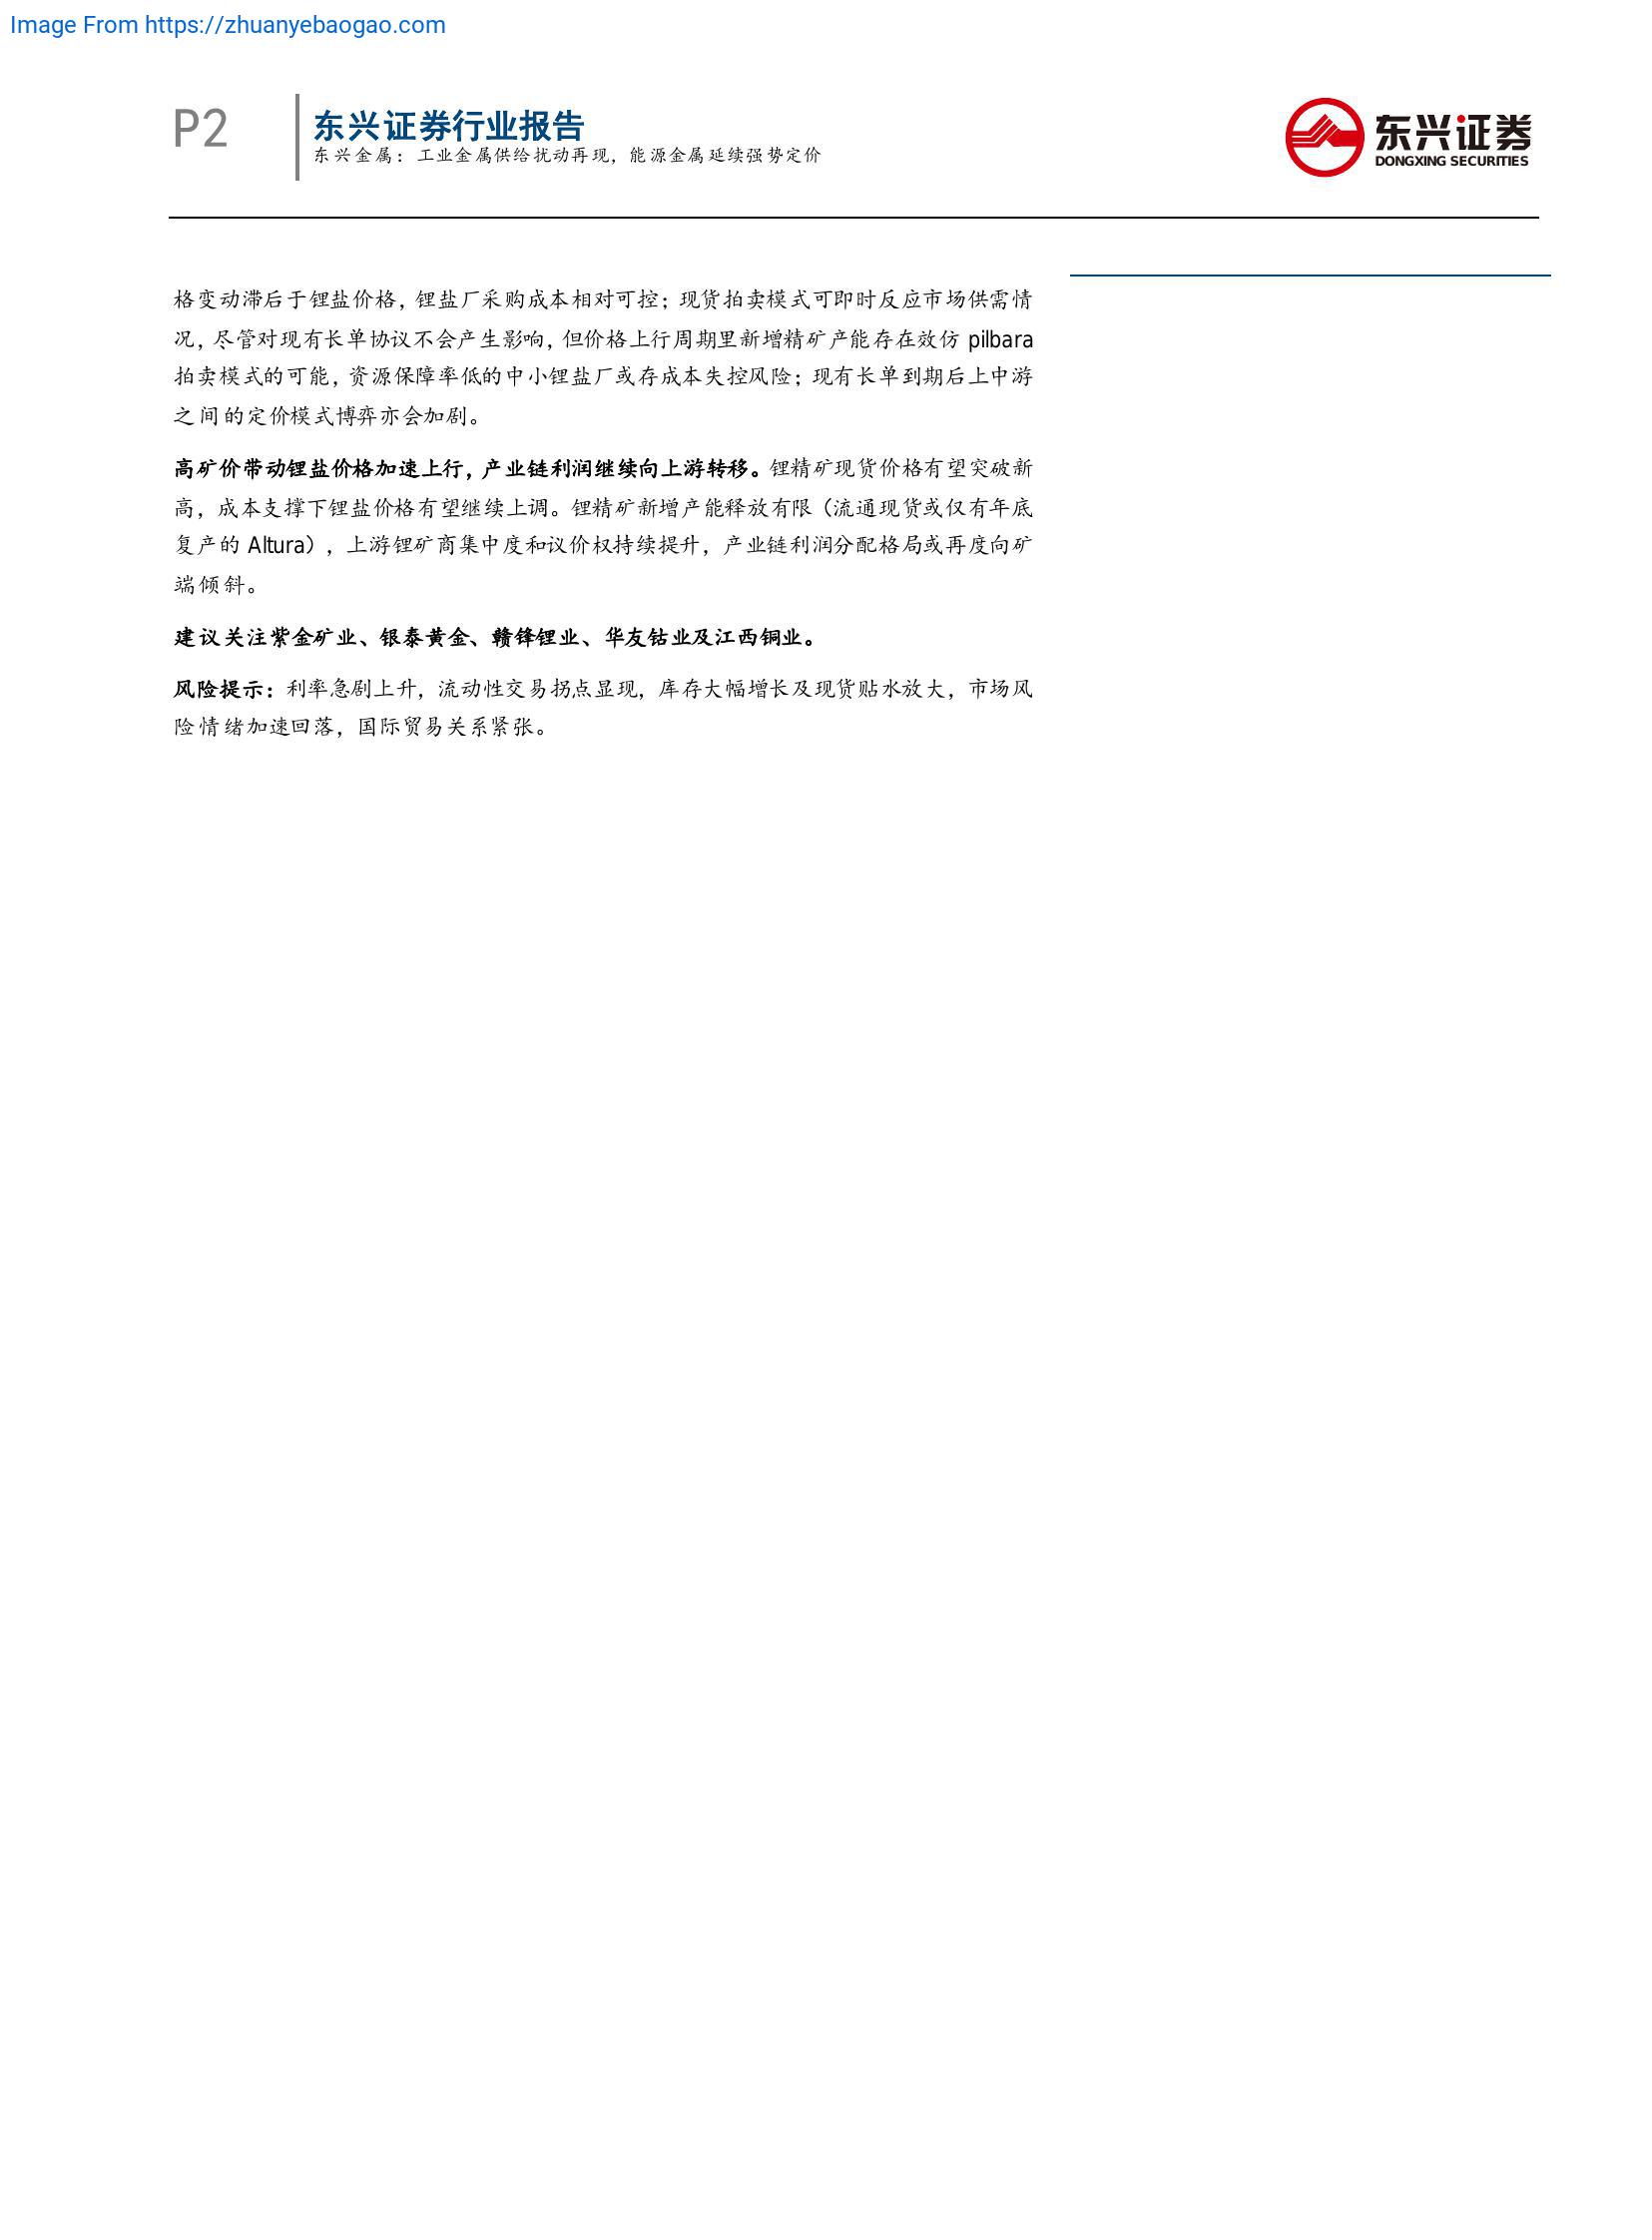 Image From https://zhuanyebaogao.com
P2
东兴证券行业报告
东兴金属：工业金属供给扰动再现，能源金属延续强势定价
东兴证券
DONGXING SECURITIES
格变动滞后于锂盐价格，锂盐厂采购成本相对可控；现货拍卖模式可即时反应市场供需情
况，尽管对现有长单协议不会产生影响，但价格上行周期里新增精矿产能存在效仿 pilbara
拍卖模式的可能，资源保障率低的中小锂盐厂或存成本失控风险；现有长单到期后上中游
之间的定价模式博弈亦会加剧。
高矿价带动锂盐价格加速上行，产业链利润继续向上游转移。锂精矿现货价格有望突破新
高，成本支撑下锂盐价格有望继续上调。锂精矿新增产能释放有限（流通现货或仅有年底
复产的 Altura），上游锂矿商集中度和议价权持续提升，产业链利润分配格局或再度向矿
端倾斜。
建议关注紫金矿业、银泰黄金、赣锋锂业、华友钴业及江西铜业。
风险提示：利率急剧上升，流动性交易拐点显现，库存大幅增长及现货贴水放大，市场风
险情绪加速回落，国际贸易关系紧张。